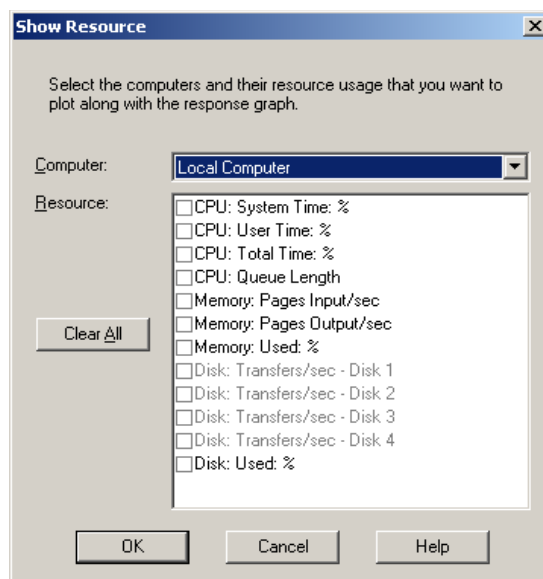 Show Resource
Select the computers and their resource usage that you want to
plot along with the response graph.
Computer:
Local Computer
Resource:
CPU: System Time: %
CPU: User Time: %
CPU: Total Time: %
CPU: Queue Length
Memory: Pages Input/sec
Memory: Pages Output/sec
Memory: Used: %
Disk: Transfers/sec - Disk 1
Disk: Transfers/sec - Disk 2
Disk: Transfers/sec - Disk 3
Disk: Transfers/sec - Disk 4
Disk: Used: %
Clear All
OK
Cancel
Help